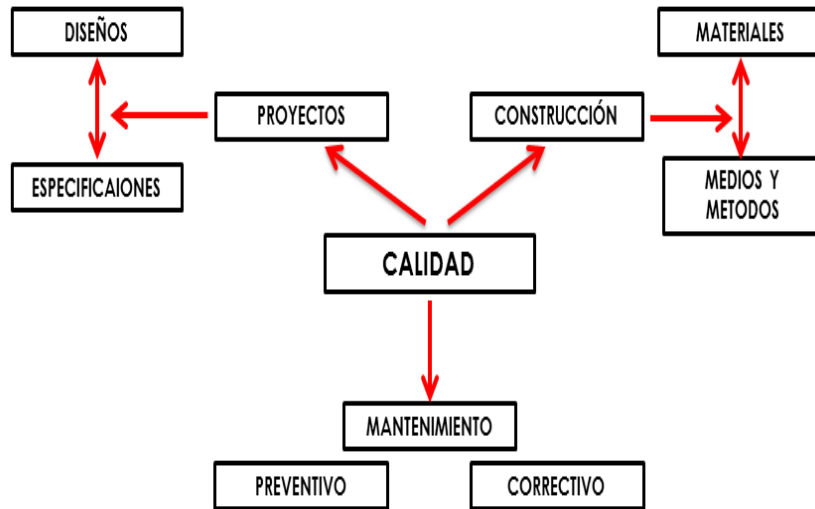 DISEÑOS
MATERIALES
PROYECTOS
CONSTRUCCIÓN
ESPECIFICAIONES
MEDIOS Y
METODOS
CALIDAD
MANTENIMIENTO
PREVENTIVO
CORRECTIVO